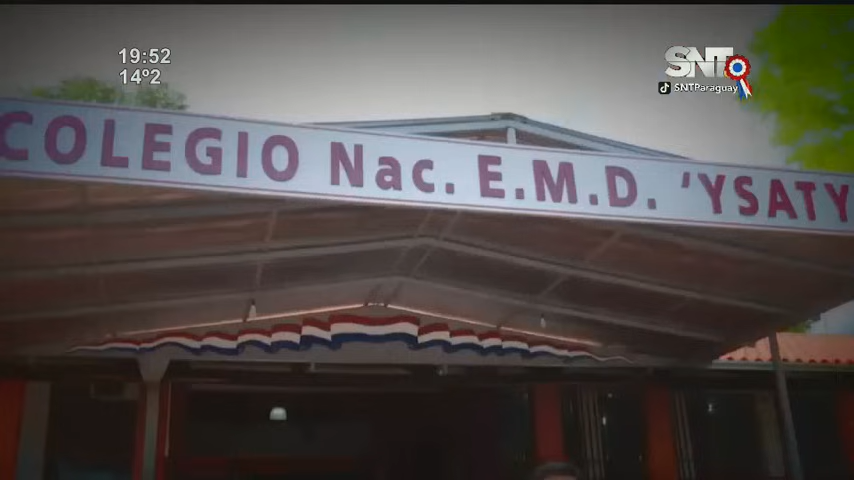 19:52
14º2
SNT
SNTParaguay
COLEGIO Nac. E.M.D. 'YSATY